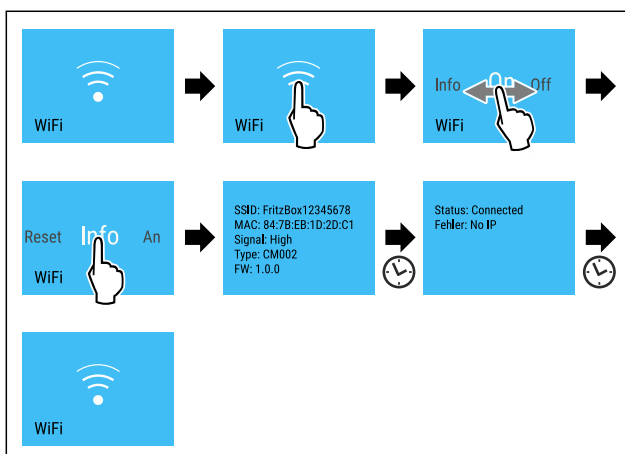 WiFi
WiFi
Info On Off
WiFi
Reset Info An
WiFi
SSID: FritzBox12345678
MAC: 84:7B:EB:1D:2D:C1
Signal: High
Type: CM002
FW: 1.0.0
Status: Connected
Fehler: No IP
WiFi